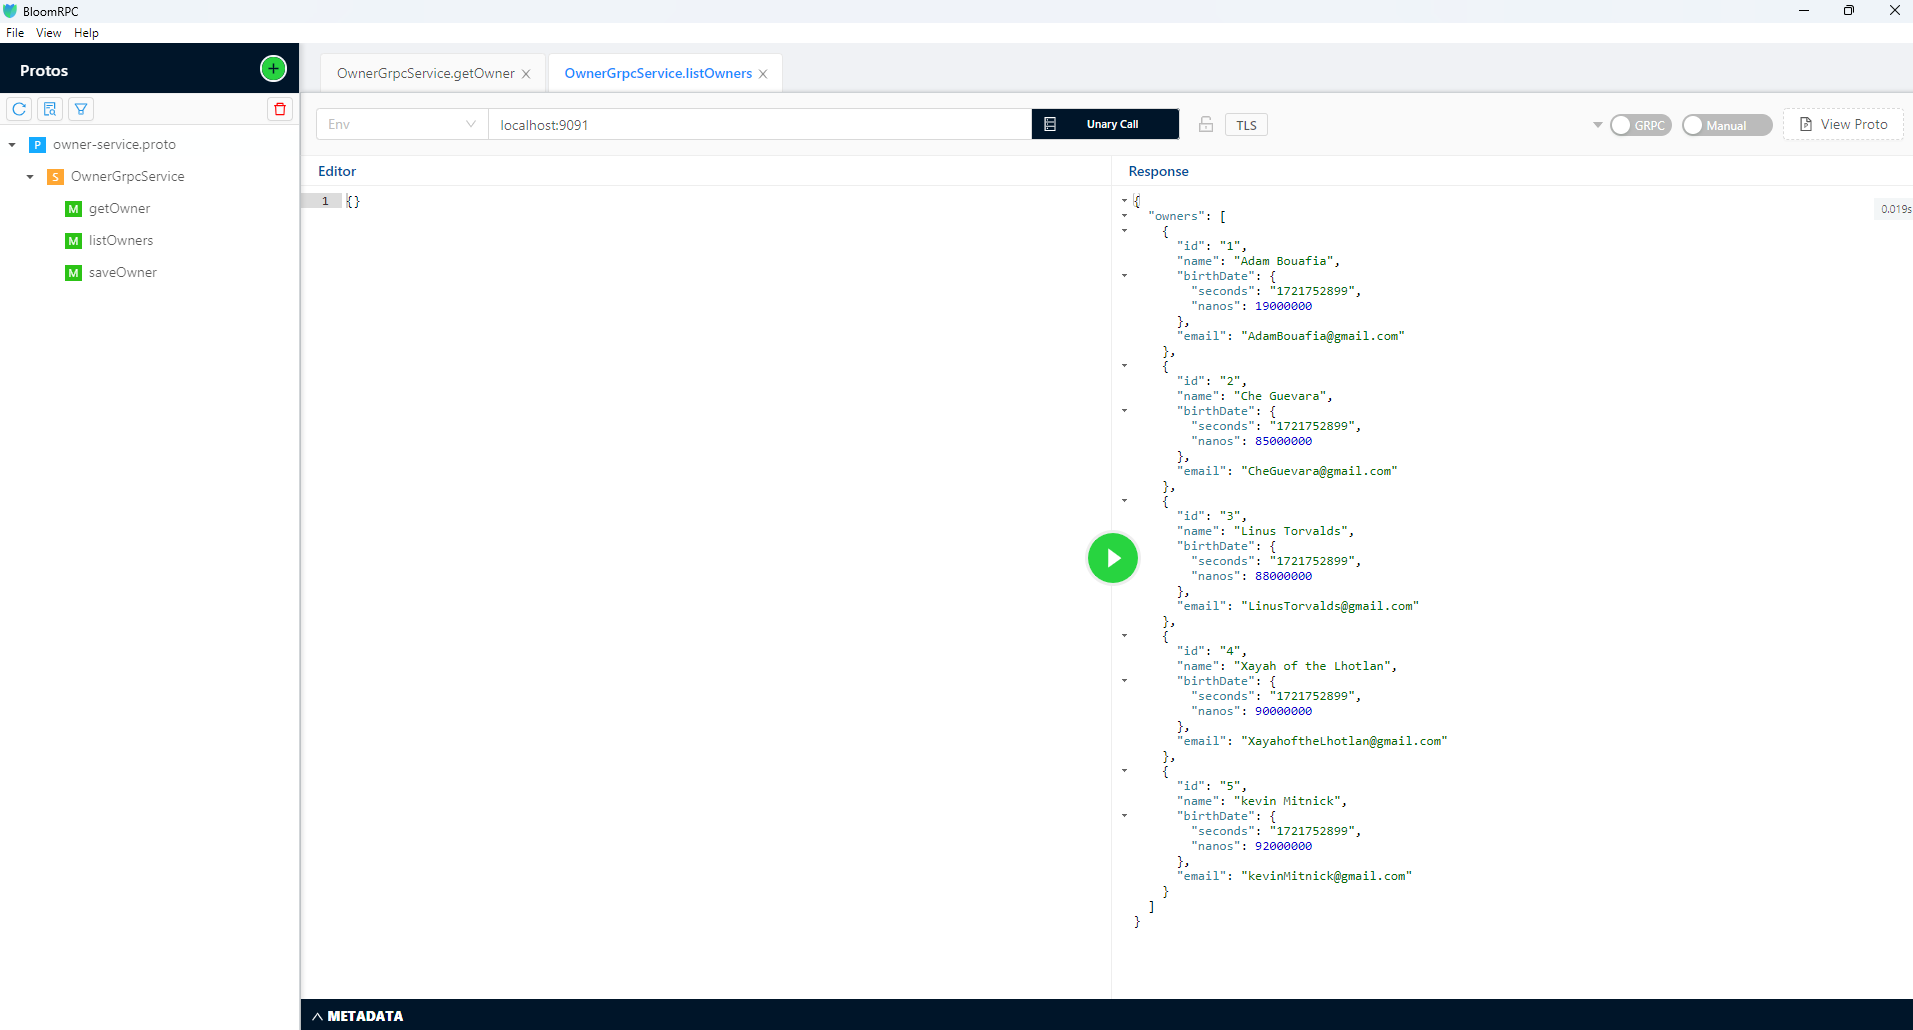 BloomRPC
File View Help
Protos
OwnerGrpcService.getOwner
OwnerGrpcService.listOwners
Env
localhost:9091
Unary Call
TLS
GRPC
Manual
View Proto
P owner-service.proto
S OwnerGrpcService
M getOwner
M listOwners
M saveOwner
Editor
1 {}
Response
0.019s
{
"owners": [
{
"id": "1",
"name": "Adam Bouafia",
"birthDate": {
"seconds": "1721752899",
"nanos": 19000000
},
"email": "AdamBouafia@gmail.com"
},
{
"id": "2",
"name": "Che Guevara",
"birthDate": {
"seconds": "1721752899",
"nanos": 85000000
},
"email": "CheGuevara@gmail.com"
},
{
"id": "3",
"name": "Linus Torvalds",
"birthDate": {
"seconds": "1721752899",
"nanos": 88000000
},
"email": "LinusTorvalds@gmail.com"
},
{
"id": "4",
"name": "Xayah of the Lhotlan",
"birthDate": {
"seconds": "1721752899",
"nanos": 90000000
},
"email": "XayahoftheLhotlan@gmail.com"
},
{
"id": "5",
"name": "kevin Mitnick",
"birthDate": {
"seconds": "1721752899",
"nanos": 92000000
},
"email": "kevinMitnick@gmail.com"
}
]
}
METADATA